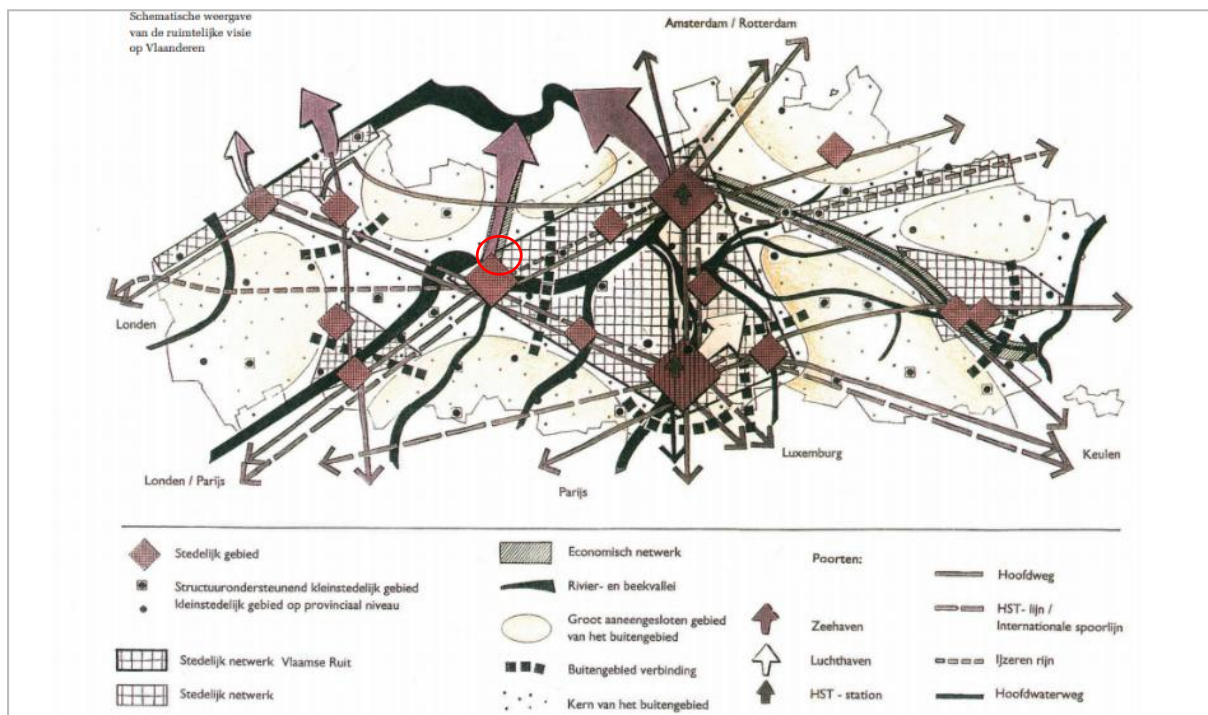 Schematische weergave
van de ruimtelijke visie
op Vlaanderen
Amsterdam / Rotterdam
Londen
Londen / Parijs
Parijs
Luxemburg
Keulen
Stedelijk gebied
Structuurondersteunend kleinstedelijk gebied
kleinstedelijk gebied op provinciaal niveau
Stedelijk netwerk Vlaamse Ruit
Stedelijk netwerk
Economisch netwerk
Rivier- en beekvallei
Groot aaneengesloten gebied
van het buitengebied
Buitengebied verbinding
Kern van het buitengebied
Poorten:
Zeehaven
Luchthaven
HST - station
Hoofdweg
HST- lijn /
Internationale spoorlijn
IJzeren rijn
Hoofdwaterweg